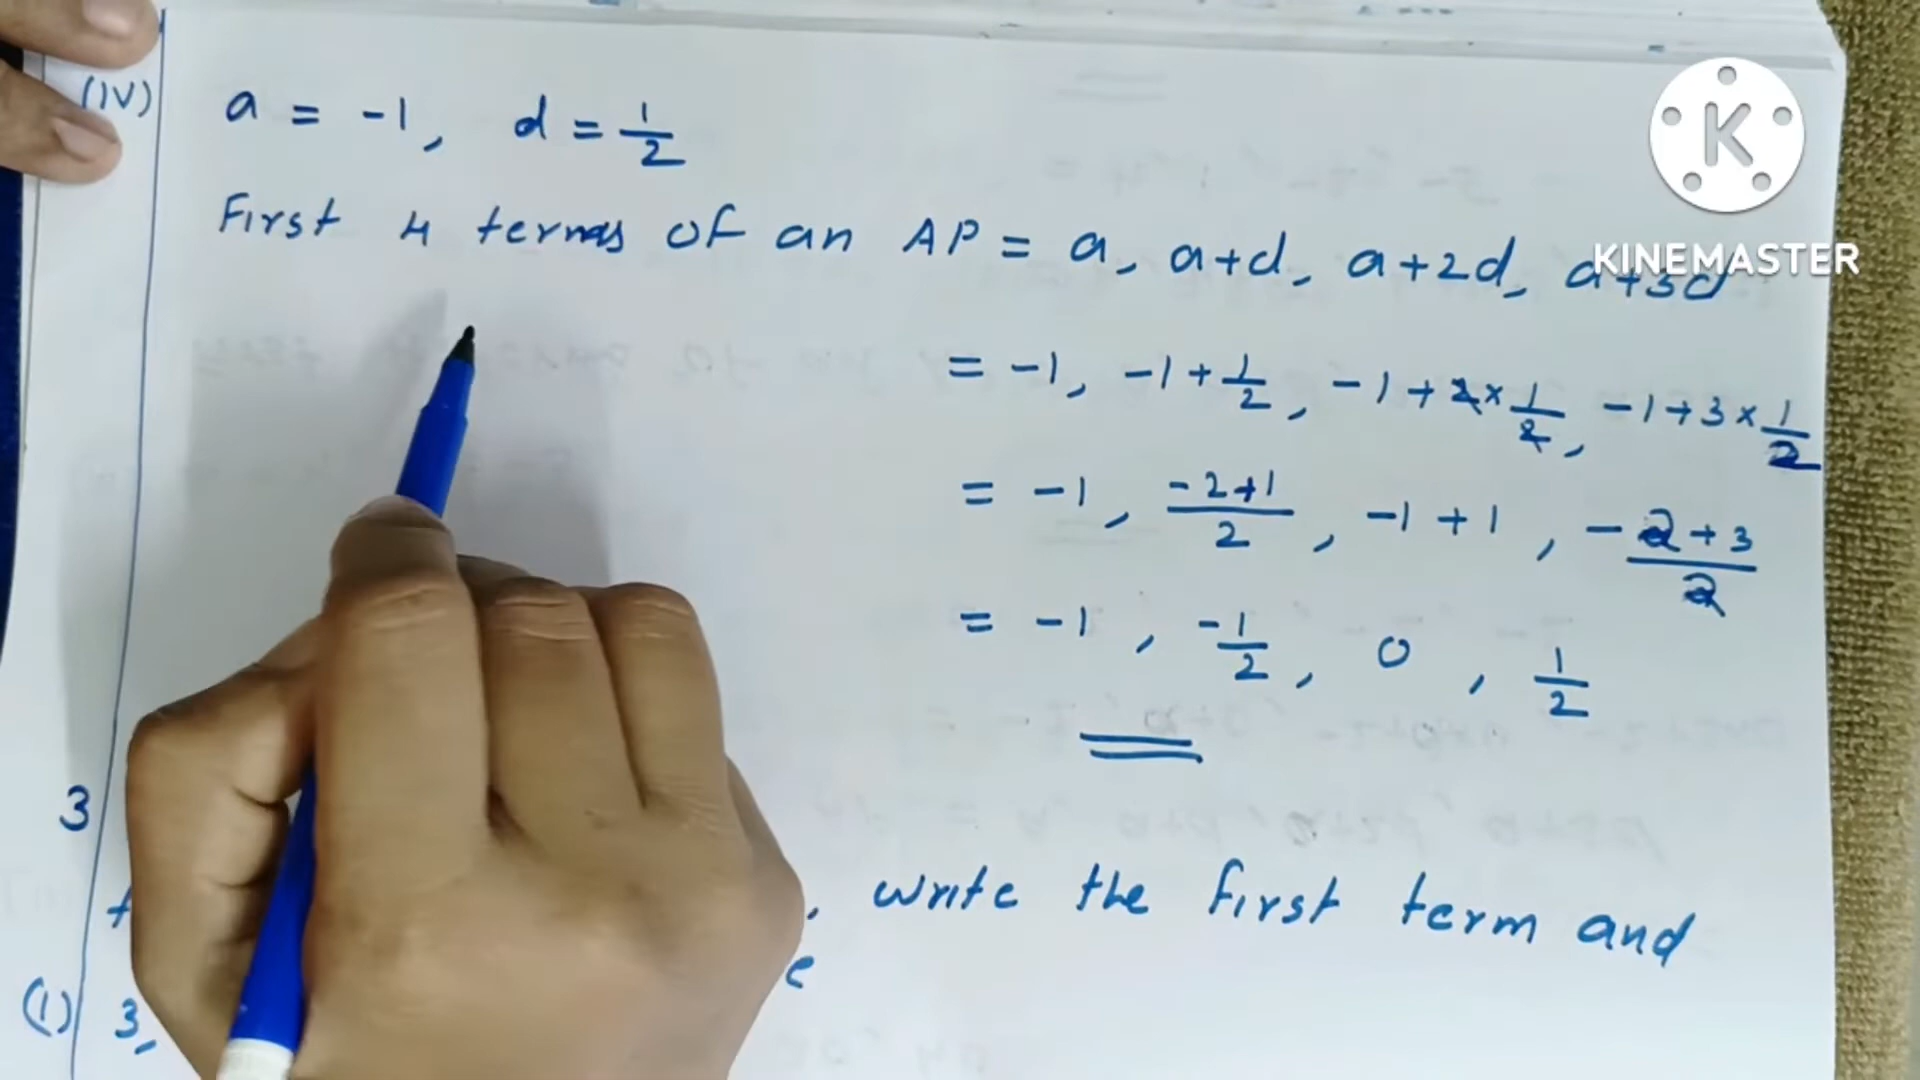 (IV) a = -1, d = 1/2
First 4 terms of an AP = a, a+d, a+2d, a+3d
= -1, -1+1/2, -1+2×1/2, -1+3×1/2
= -1, -2+1/2, -1+1, -2+3/2
= -1, -1/2, 0, 1/2
3
, write the first term and
e
(I) 3,
K
KINEMASTER